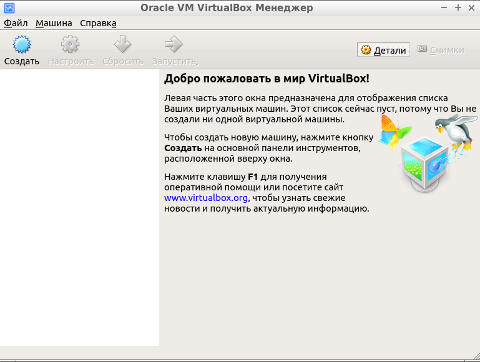 Oracle VM VirtualBox Менеджер
Файл Машина Справка
Создать Настроить Сбросить Запустить, Детали Снимки
Добро пожаловать в мир VirtualBox!
Левая часть этого окна предназначена для отображения списка
Ваших виртуальных машин. Этот список сейчас пуст, потому что Вы не
создали ни одной виртуальной машины.
Чтобы создать новую машину, нажмите кнопку
Создать на основной панели инструментов,
расположенной вверху окна.
Нажмите клавишу F1 для получения
оперативной помощи или посетите сайт
www.virtualbox.org, чтобы узнать свежие
новости и получить актуальную информацию.